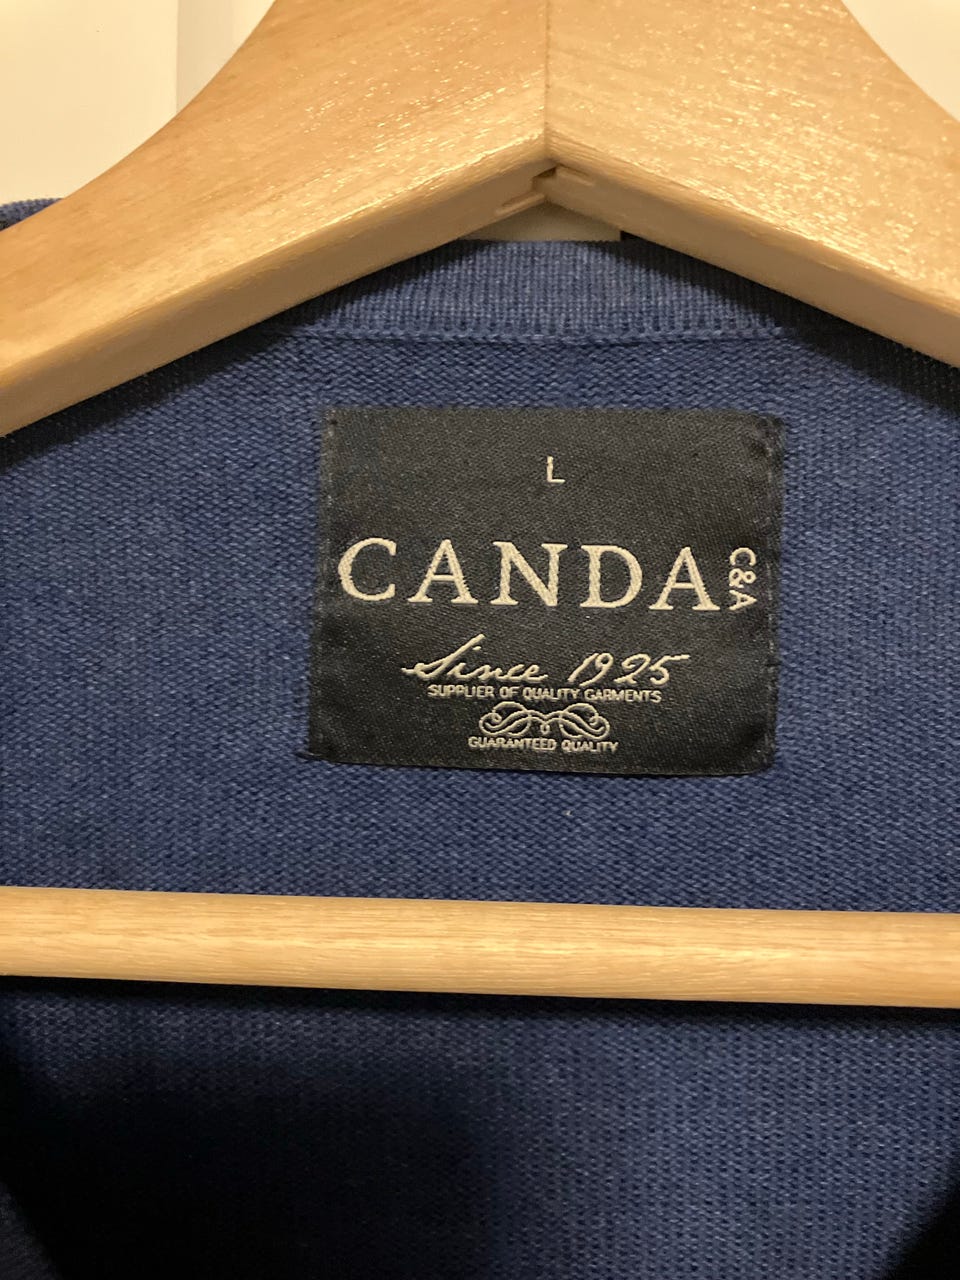 L
CANDA C&A
Since 1925
SUPPLIER OF QUALITY GARMENTS
GUARANTEED QUALITY